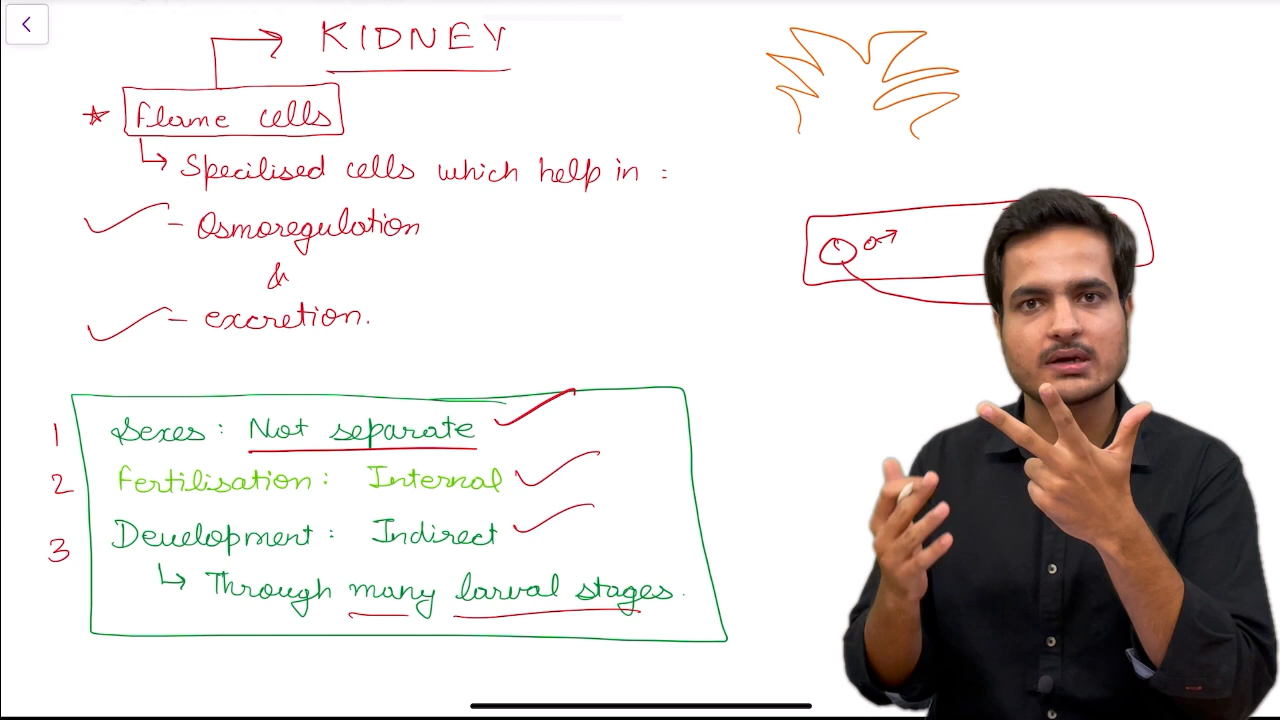 KIDNEY
Flame cells
Specilised cells which help in :
- Osmoregulation
&
- excretion.
1 Sexes : Not separate
2 Fertilisation : Internal
3 Development : Indirect
Through many larval stages.